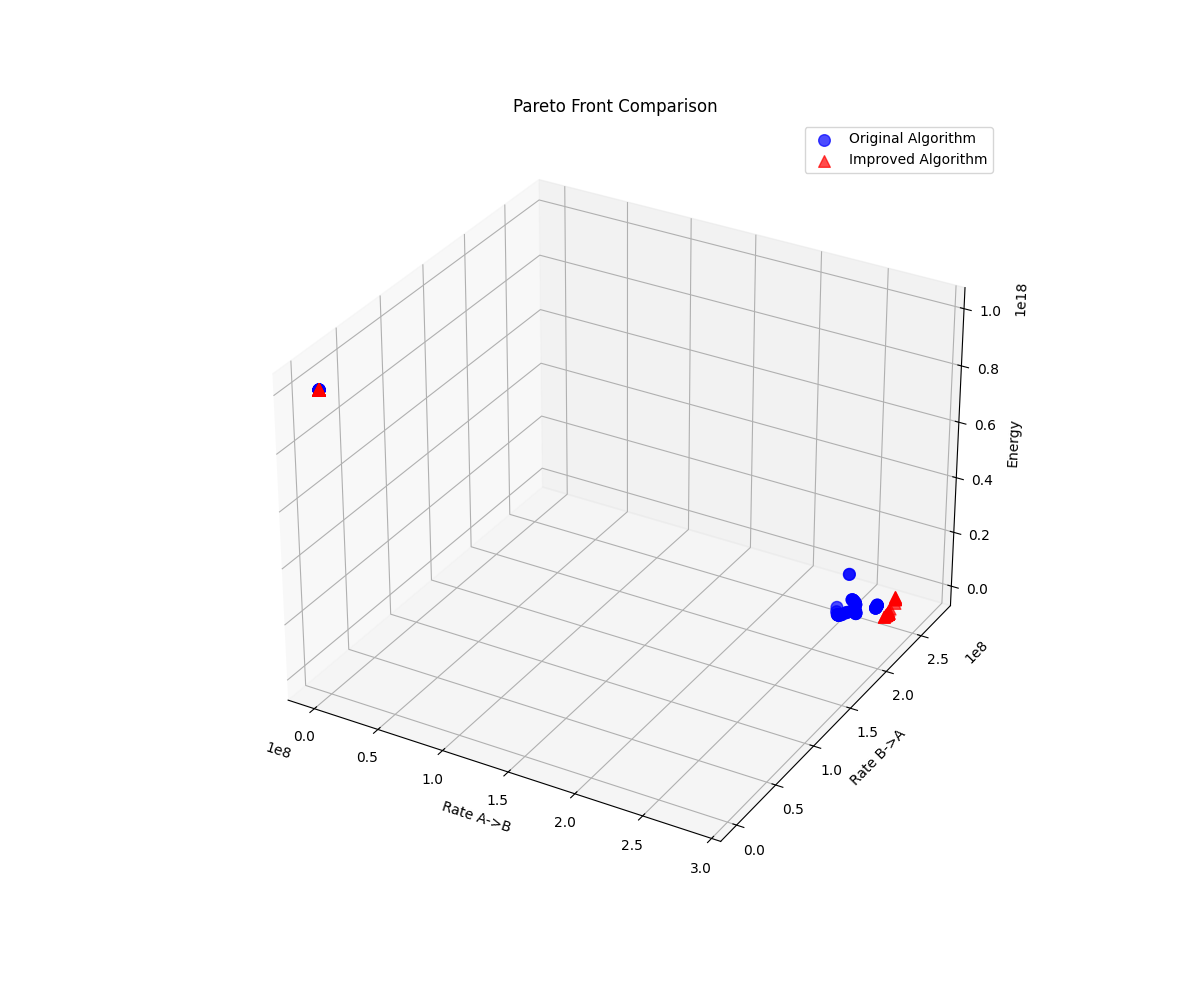 Pareto Front Comparison
Original Algorithm
Improved Algorithm
1e18
1.0
0.8
Energy
0.6
0.4
0.2
0.0
1e8
2.5
2.0
1.5
Rate B->A
1.0
0.5
0.0
1e8
0.0
0.5
1.0
Rate A->B
1.5
2.0
2.5
3.0